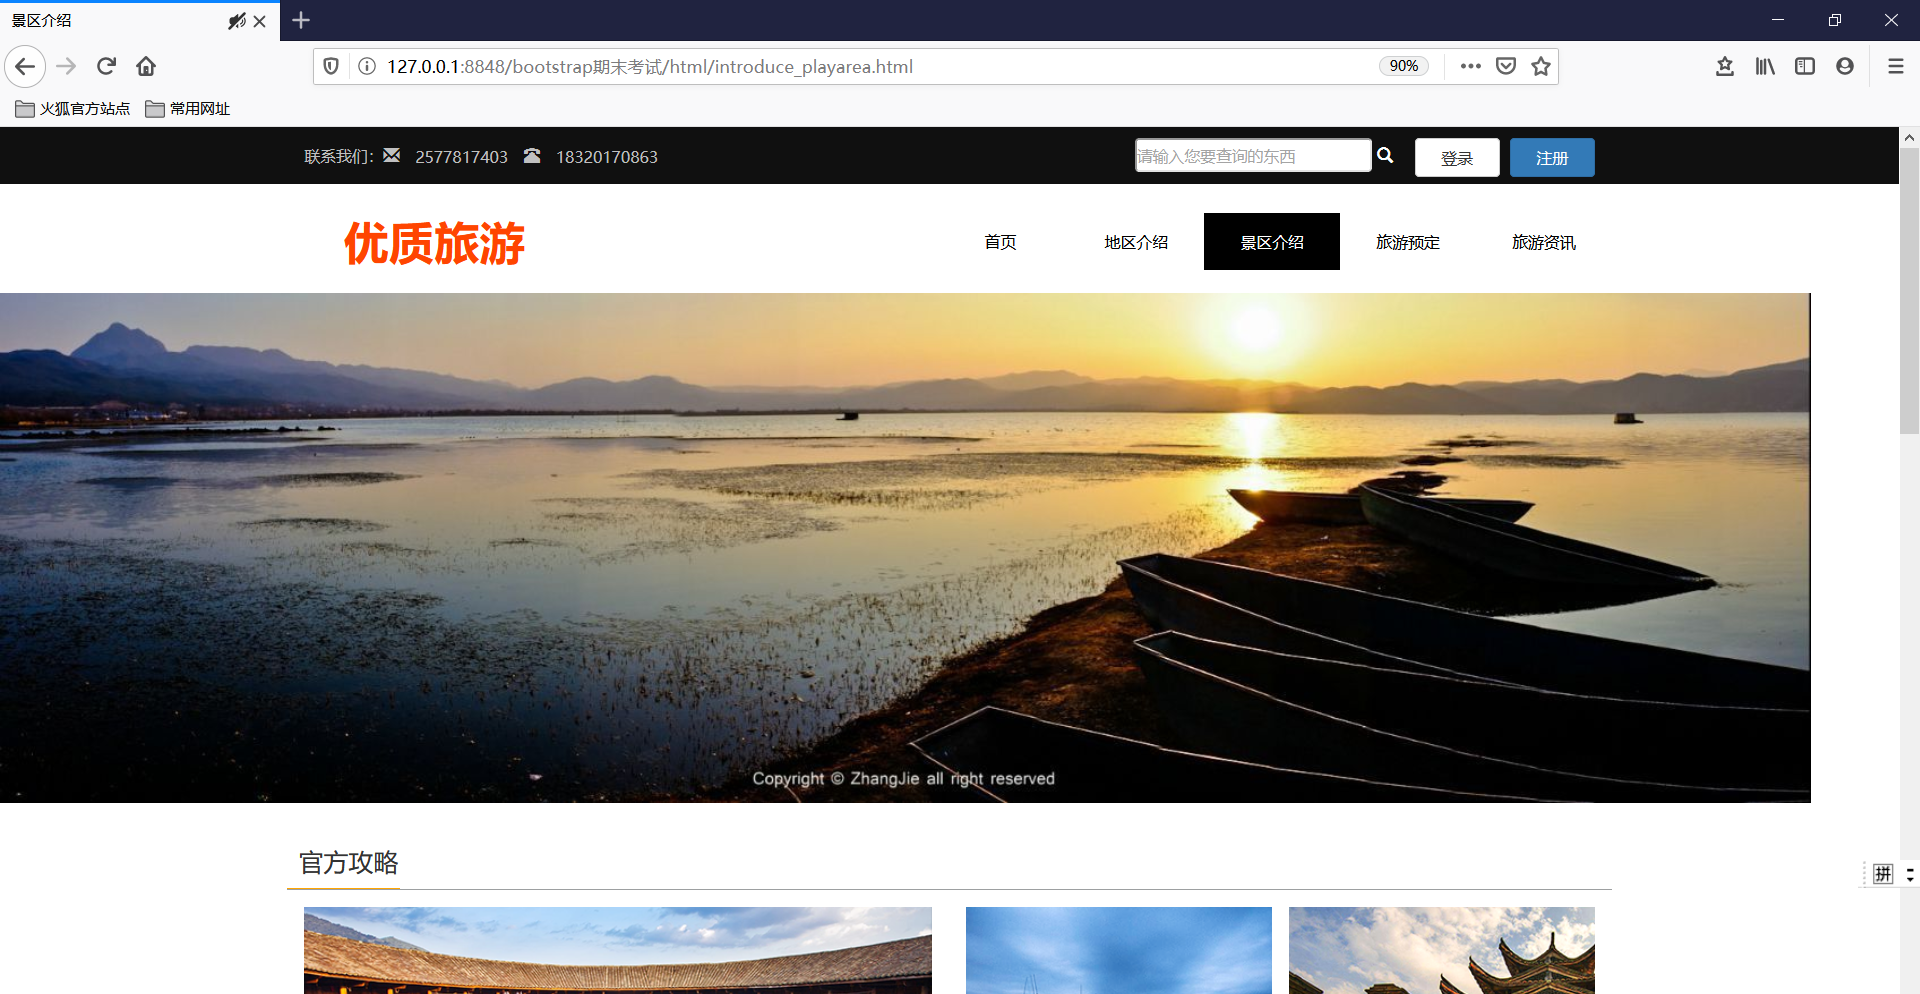 景区介绍
127.0.0.1:8848/bootstrap期末考试/html/introduce_playarea.html
90%
火狐官方站点 常用网址
联系我们: 2577817403 18320170863
请输入您要查询的东西
登录 注册
优质旅游
首页 地区介绍 景区介绍 旅游预定 旅游资讯
Copyright © ZhangJie all right reserved
官方攻略
拼